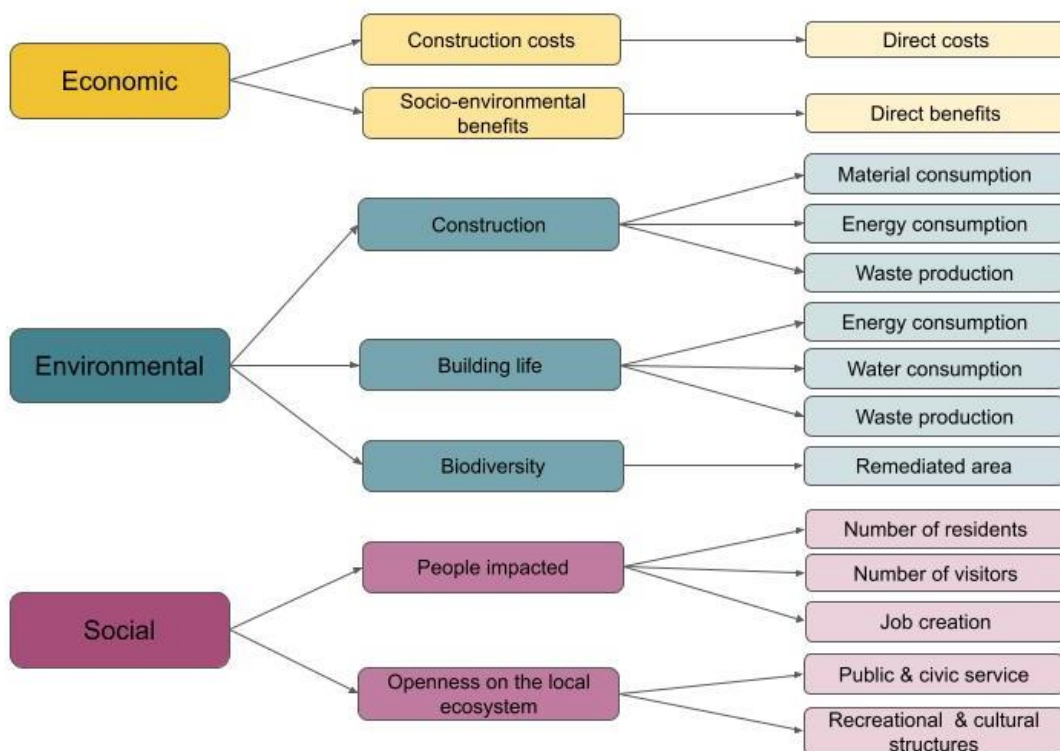 Economic
Construction costs
Direct costs
Socio-environmental
benefits
Direct benefits
Environmental
Construction
Material consumption
Energy consumption
Waste production
Building life
Energy consumption
Water consumption
Waste production
Biodiversity
Remediated area
Social
People impacted
Number of residents
Number of visitors
Job creation
Openness on the local
ecosystem
Public & civic service
Recreational & cultural
structures